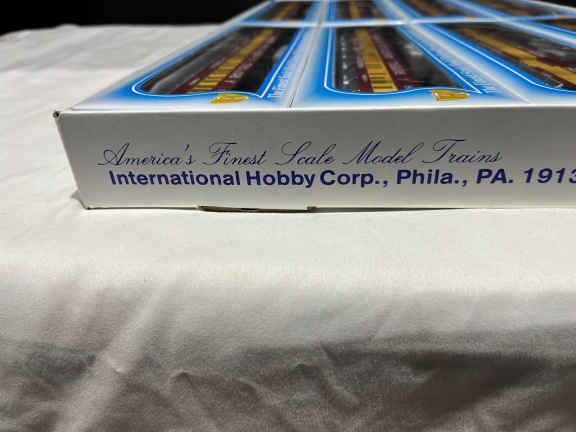 America's Finest Scale Model Trains
International Hobby Corp., Phila., PA. 1913